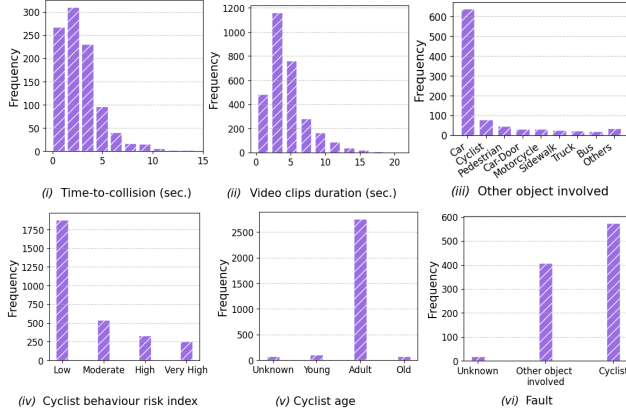 Frequency
300
250
200
150
100
50
0
0 5 10 15
(i) Time-to-collision (sec.)
Frequency
1200
1000
800
600
400
200
0
0 5 10 15 20
(ii) Video clips duration (sec.)
Frequency
600
500
400
300
200
100
0
Car
Cyclist
Pedestrian
Car-Door
Motorcycle
Sidewalk
Truck
Bus
Others
(iii) Other object involved
Frequency
1750
1500
1250
1000
750
500
250
0
Low Moderate High Very High
(iv) Cyclist behaviour risk index
Frequency
2500
2000
1500
1000
500
0
Unknown Young Adult Old
(v) Cyclist age
Frequency
600
500
400
300
200
100
0
Unknown Other object Cyclist
involved
(vi) Fault